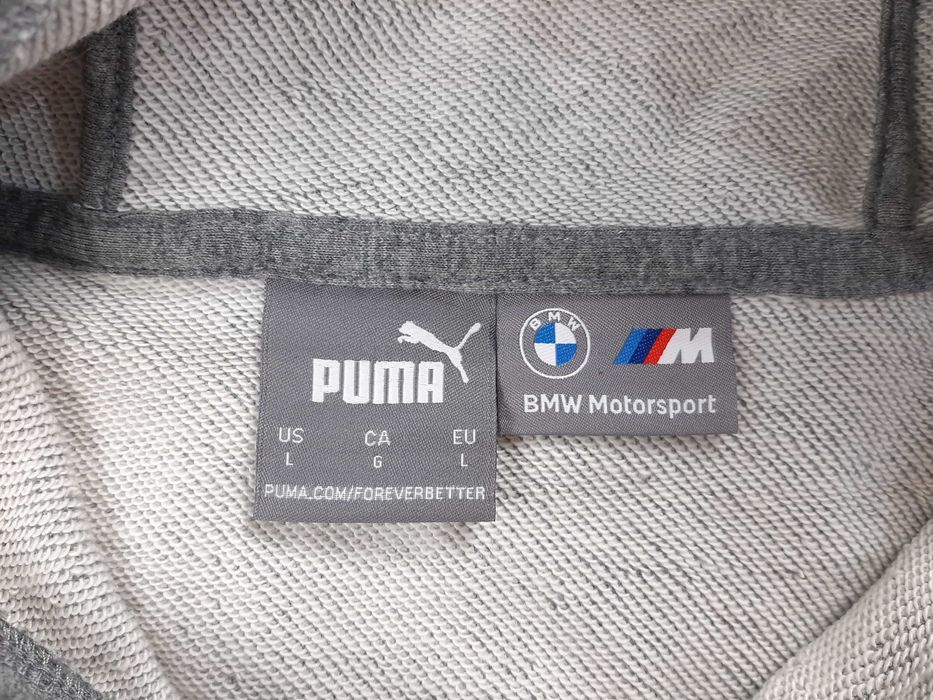 PUMA
US CA EU
L G L
PUMA.COM/FOREVERBETTER
BMW
M
BMW Motorsport